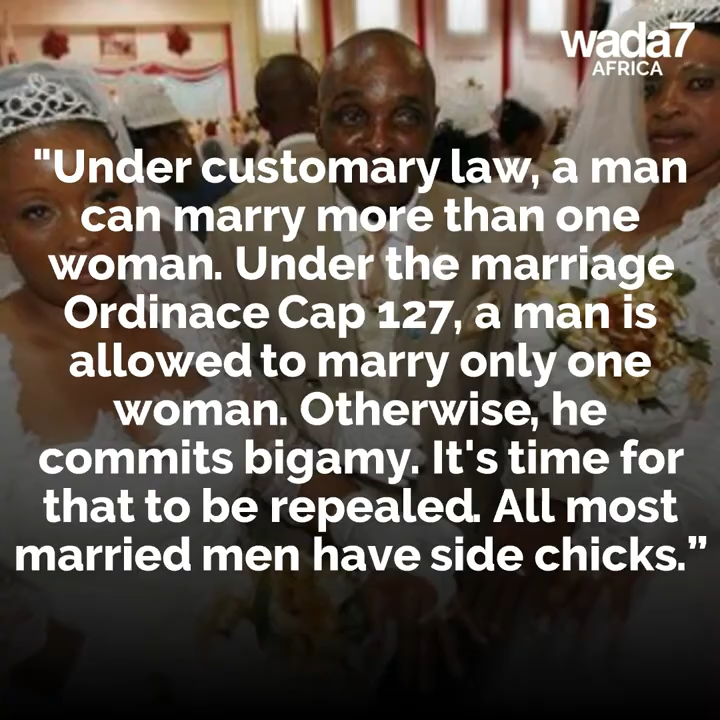 wada7
AFRICA
"Under customary law, a man
can marry more than one
woman. Under the marriage
Ordinace Cap 127, a man is
allowed to marry only one
woman. Otherwise, he
commits bigamy. It's time for
that to be repealed. All most
married men have side chicks.”